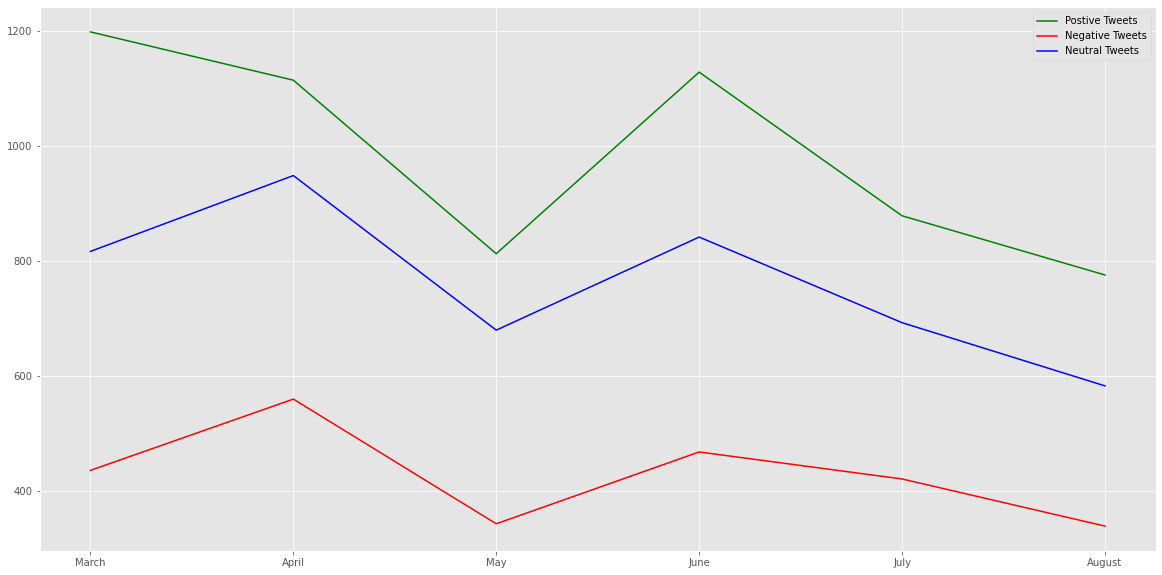 Postive Tweets
Negative Tweets
Neutral Tweets
1200
1000
800
600
400
March April May June July August